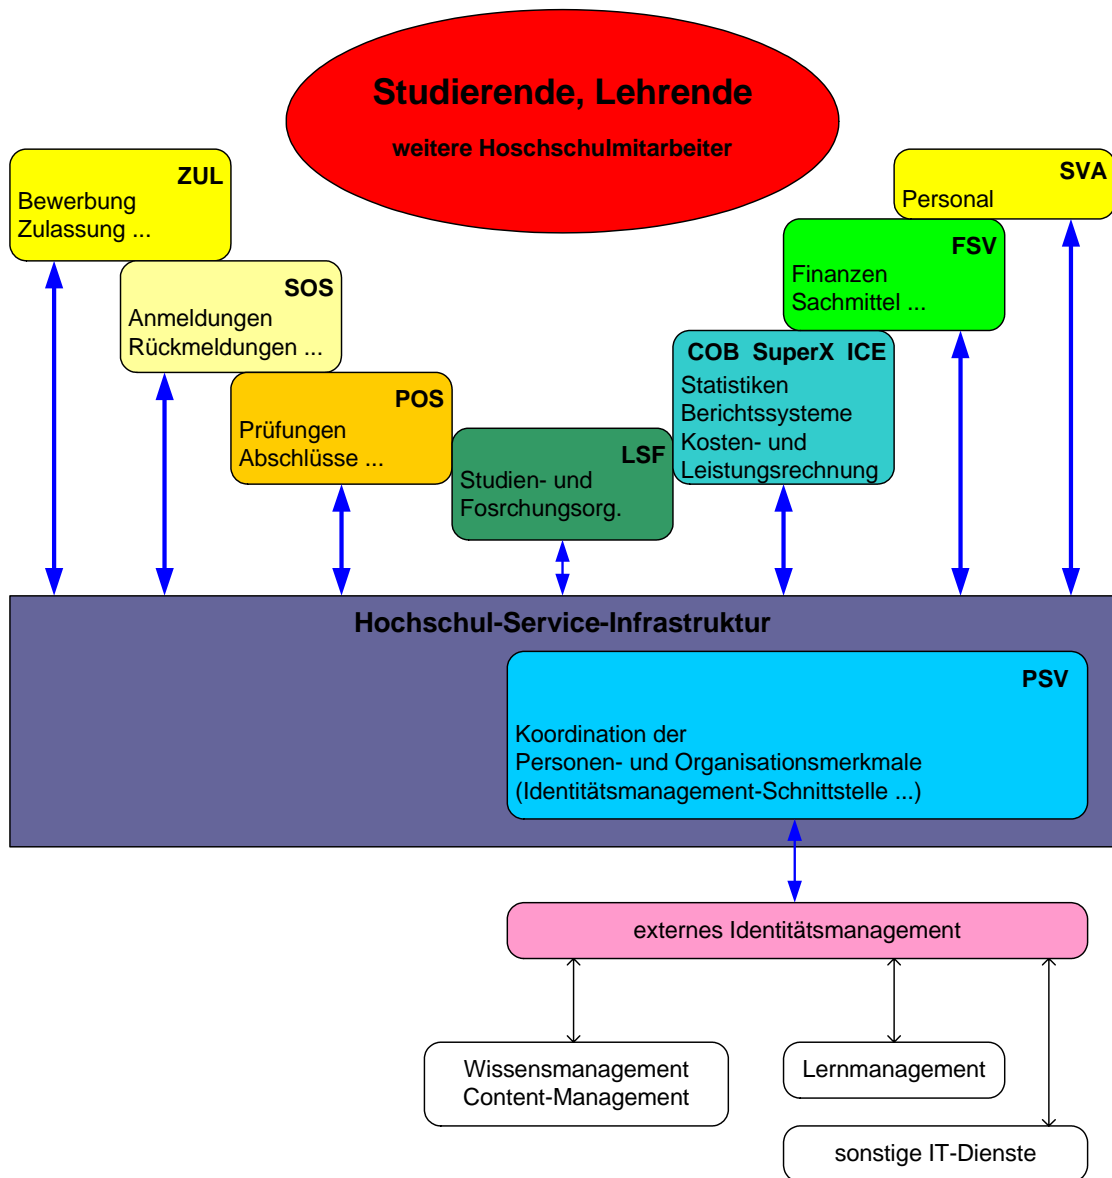 Studierende, Lehrende
weitere Hoschschulmitarbeiter
ZUL
Bewerbung
Zulassung ...
SVA
Personal
SOS
Anmeldungen
Rückmeldungen ...
FSV
Finanzen
Sachmittel ...
POS
Prüfungen
Abschlüsse ...
COB SuperX ICE
Statistiken
Berichtssysteme
Kosten- und
Leistungsrechnung
LSF
Studien- und
Fosrchungsorg.
Hochschul-Service-Infrastruktur
PSV
Koordination der
Personen- und Organisationsmerkmale
(Identitätsmanagement-Schnittstelle ...)
externes Identitätsmanagement
Wissensmanagement
Content-Management
Lernmanagement
sonstige IT-Dienste